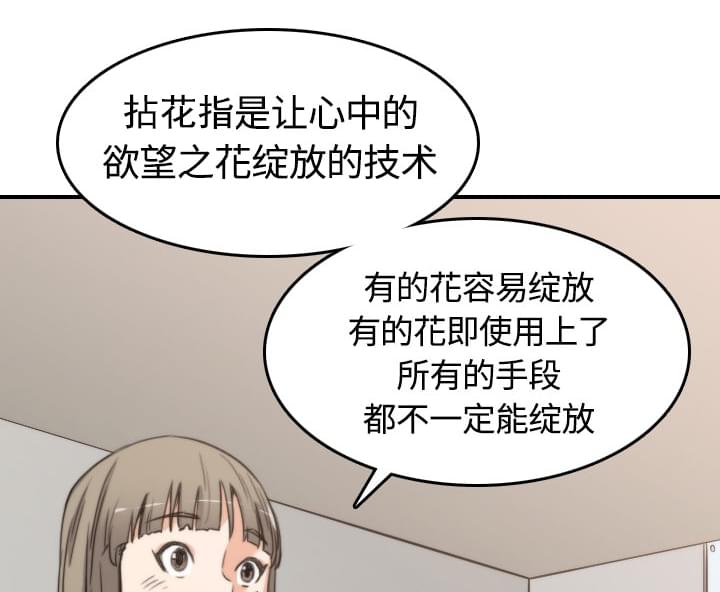 拈花指是让心中的
欲望之花绽放的技术
有的花容易绽放
有的花即使用上了
所有的手段
都不一定能绽放